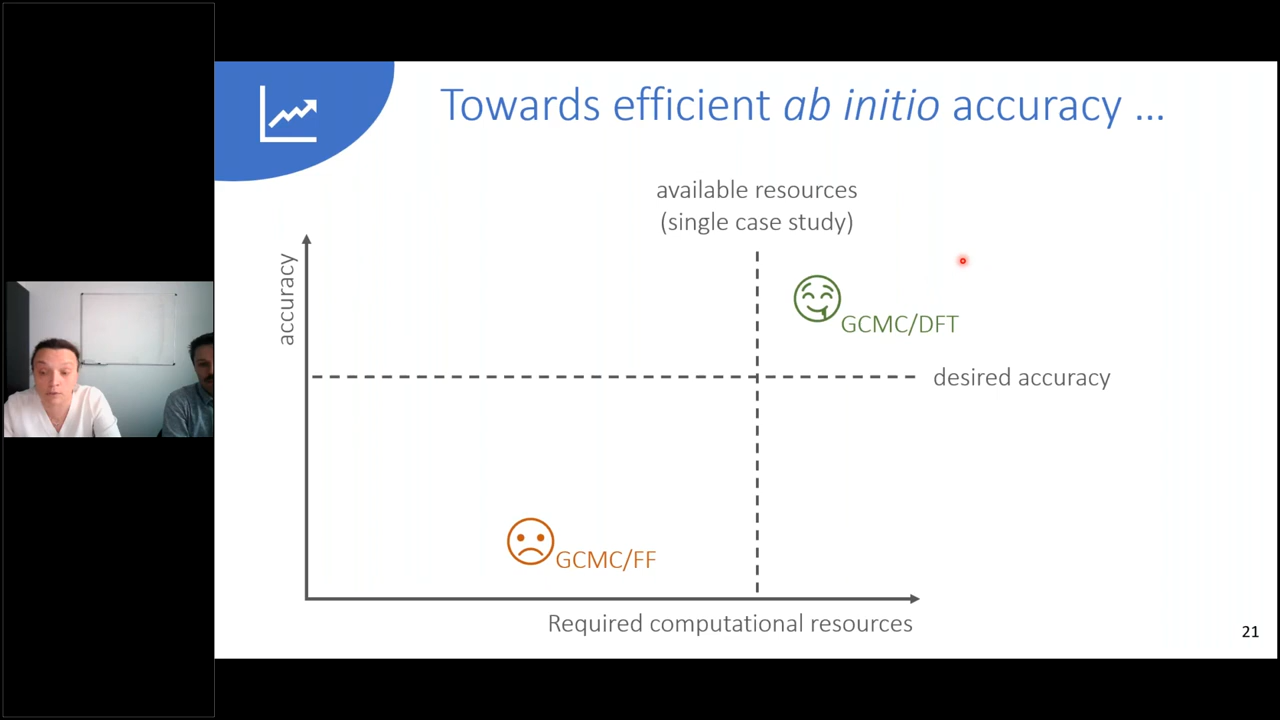 Towards efficient ab initio accuracy ...
available resources
(single case study)
accuracy
GCMC/DFT
desired accuracy
GCMC/FF
Required computational resources
21